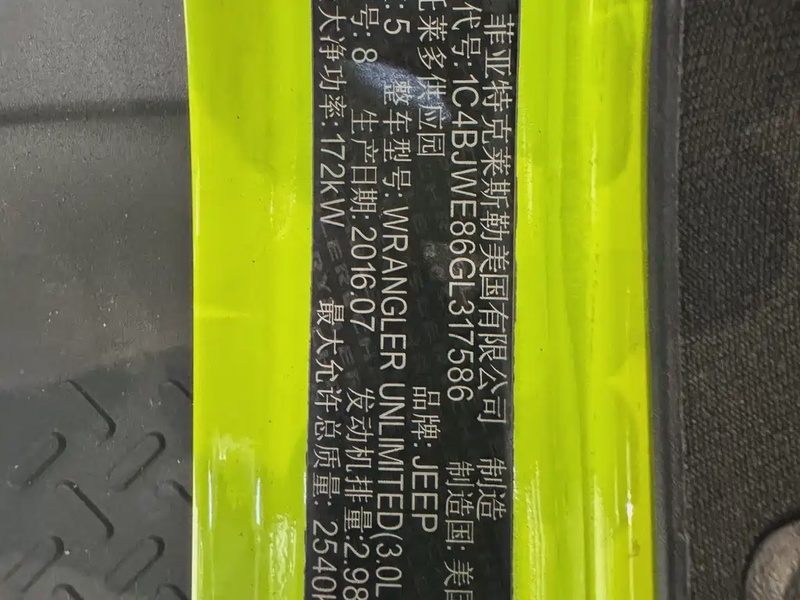 菲亚特克莱斯勒美国有限公司 制造
代号: 1C4BJWE86GL317586 制造国: 美国
托莱多供应园 品牌: JEEP
: 5 整车型号: WRANGLER UNLIMITED(3.0L
号: 8 生产日期: 2016.07 发动机排量: 2.98
大净功率: 172kW 最大允许总质量: 2540k